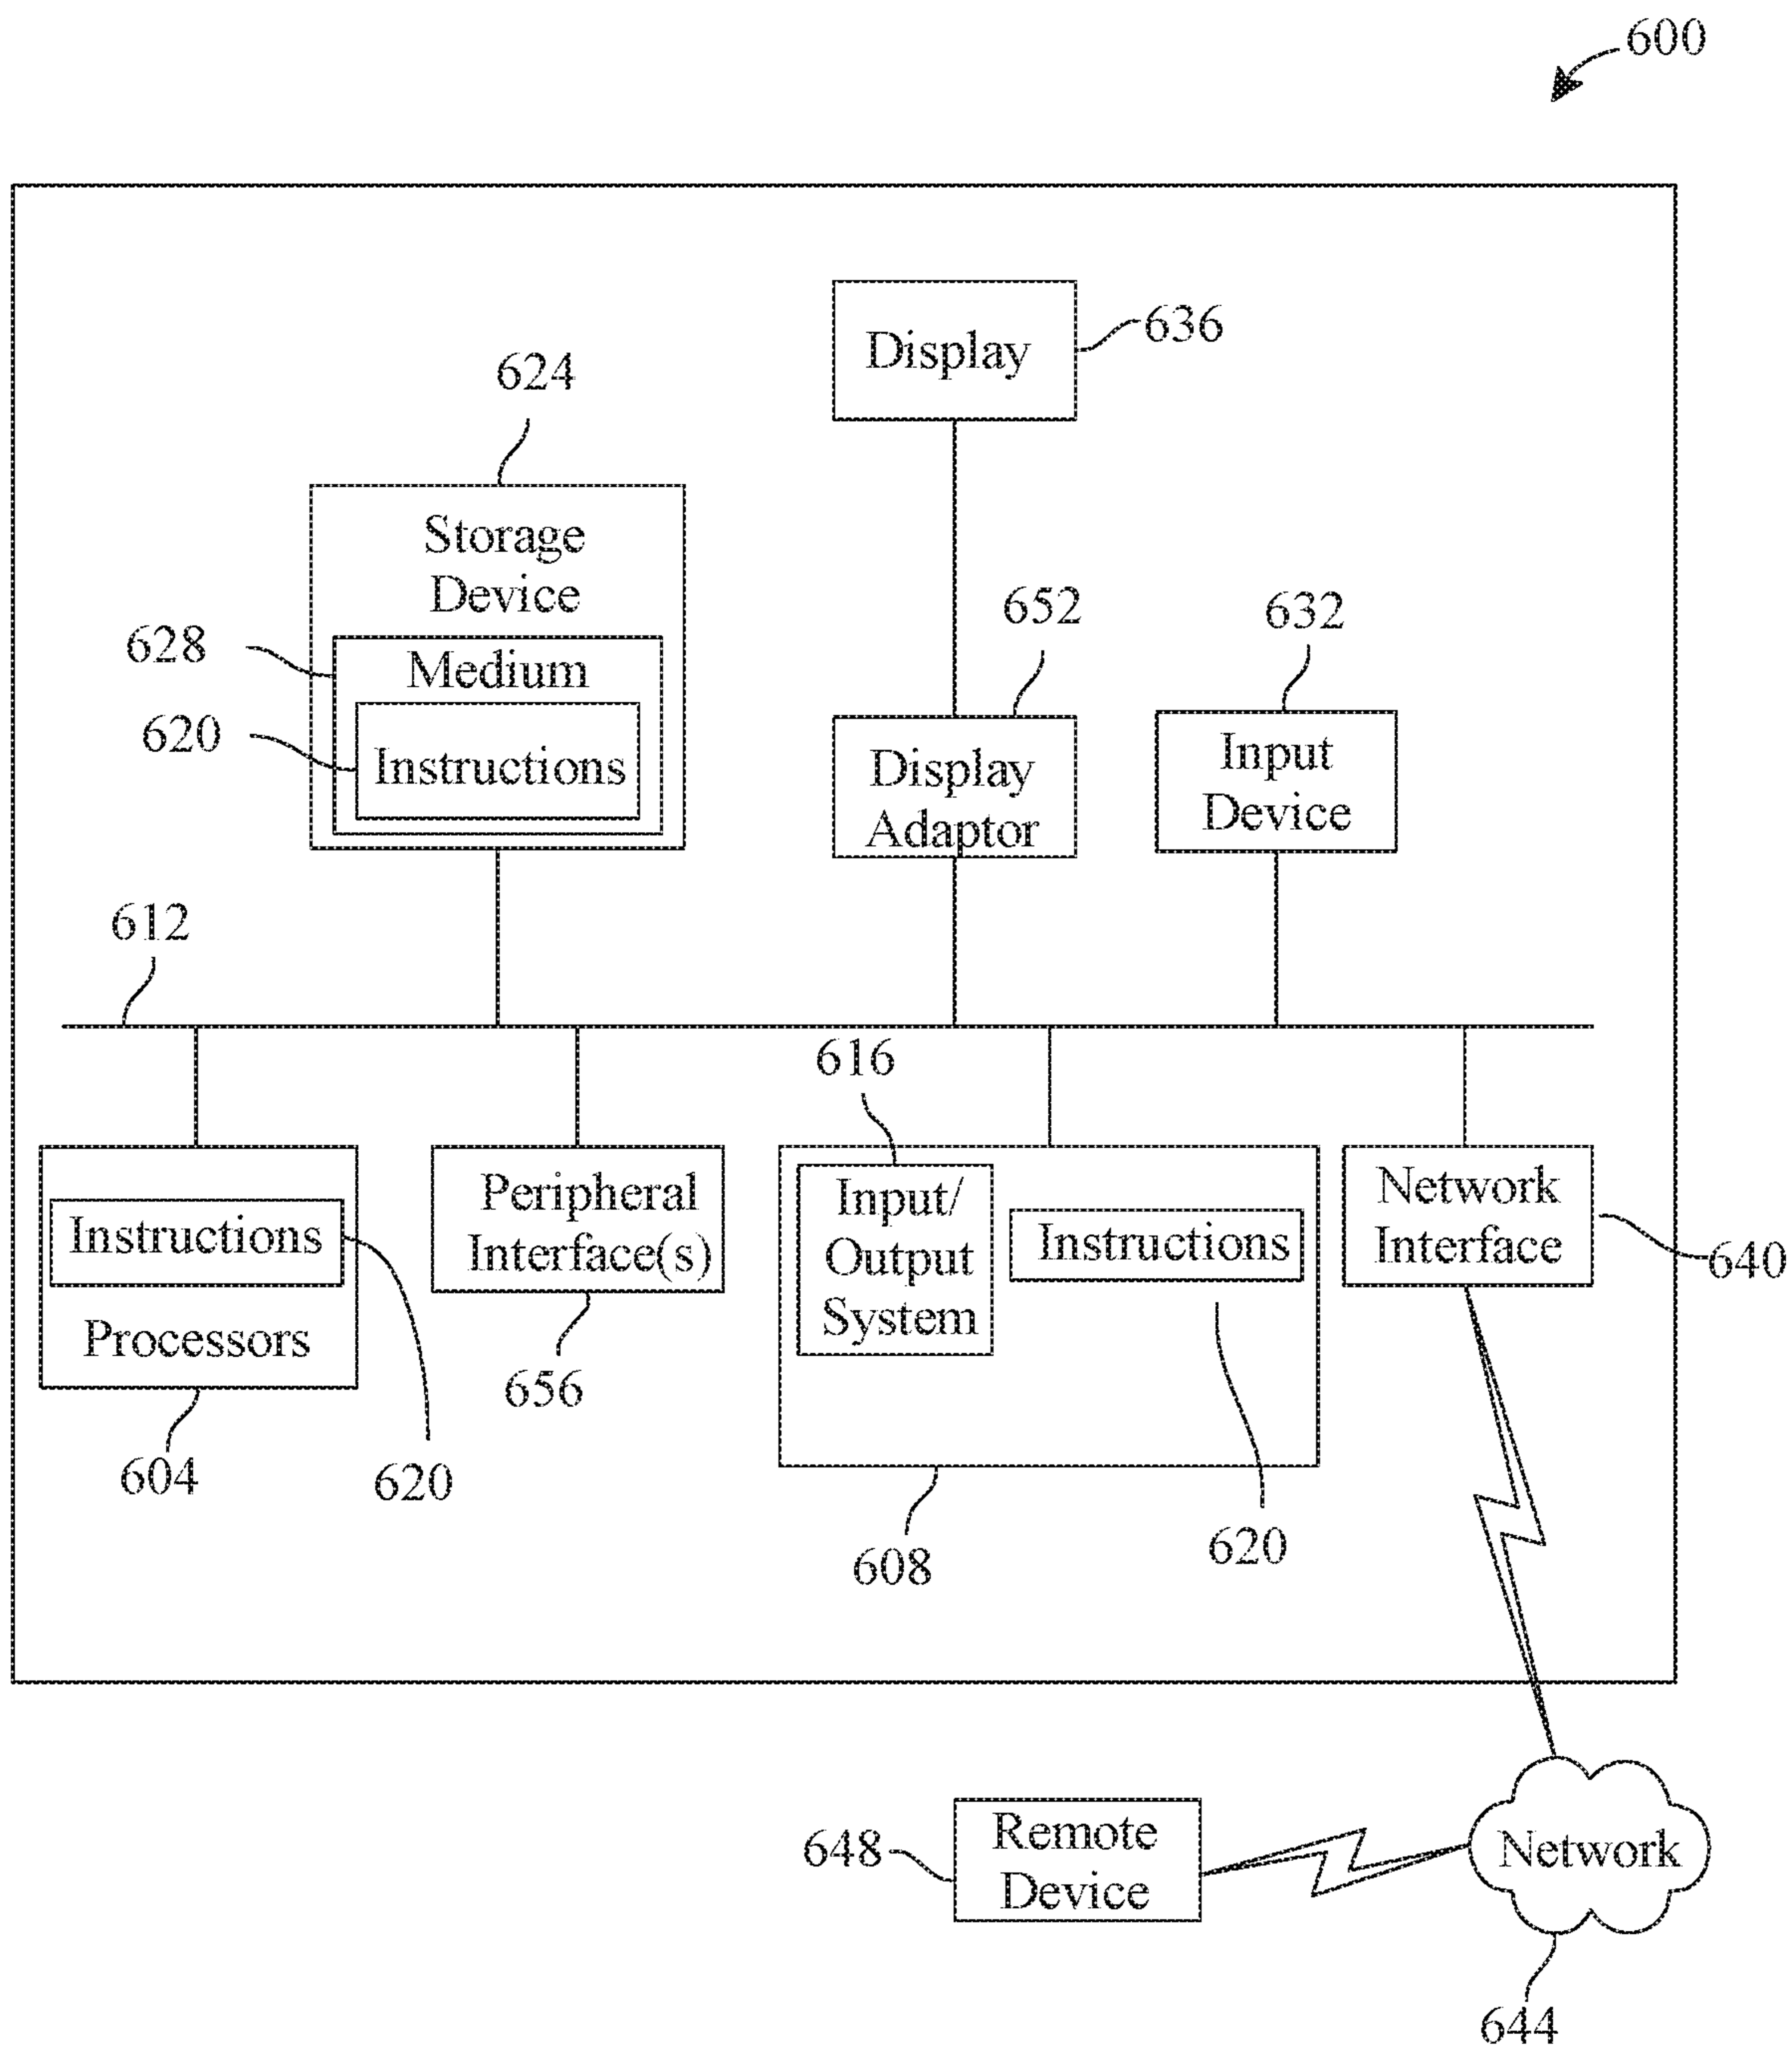 600
Display
636
624
Storage
Device
628
Medium
620
Instructions
652
Display
Adaptor
632
Input
Device
612
616
Instructions
Processors
604
620
Peripheral
Interface(s)
656
Input/
Output
System
Instructions
608
620
Network
Interface
640
648
Remote
Device
Network
644